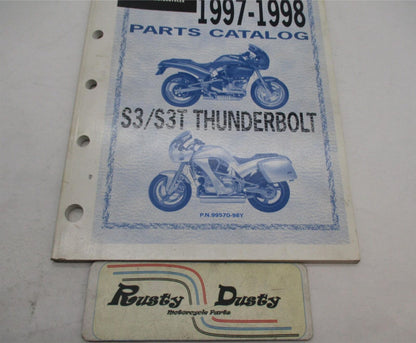 1997-1998
PARTS CATALOG
S3/S3T THUNDERBOLT
P.N. 99570-98Y
Rusty Dusty
Motorcycle Parts